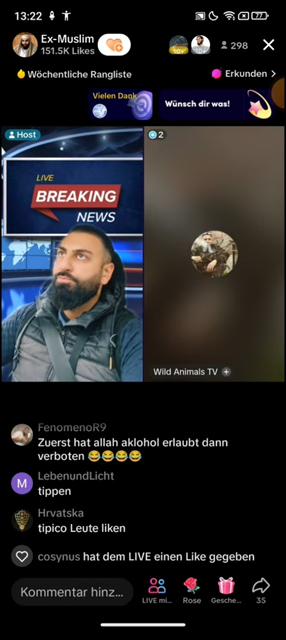 13:22
77
Ex-Muslim
151.5K Likes
298
Wöchentliche Rangliste
Erkunden >
Vielen Dank
Wünsch dir was!
Host
2
LIVE
BREAKING
NEWS
Wild Animals TV
FenomenoR9
Zuerst hat allah aklohol erlaubt dann
verboten 😂😂😂😂
M
LebenundLicht
tippen
Hrvatska
tipico Leute liken
cosynus hat dem LIVE einen Like gegeben
Kommentar hinz...
LIVE mi...
Rose
Gesche...
35